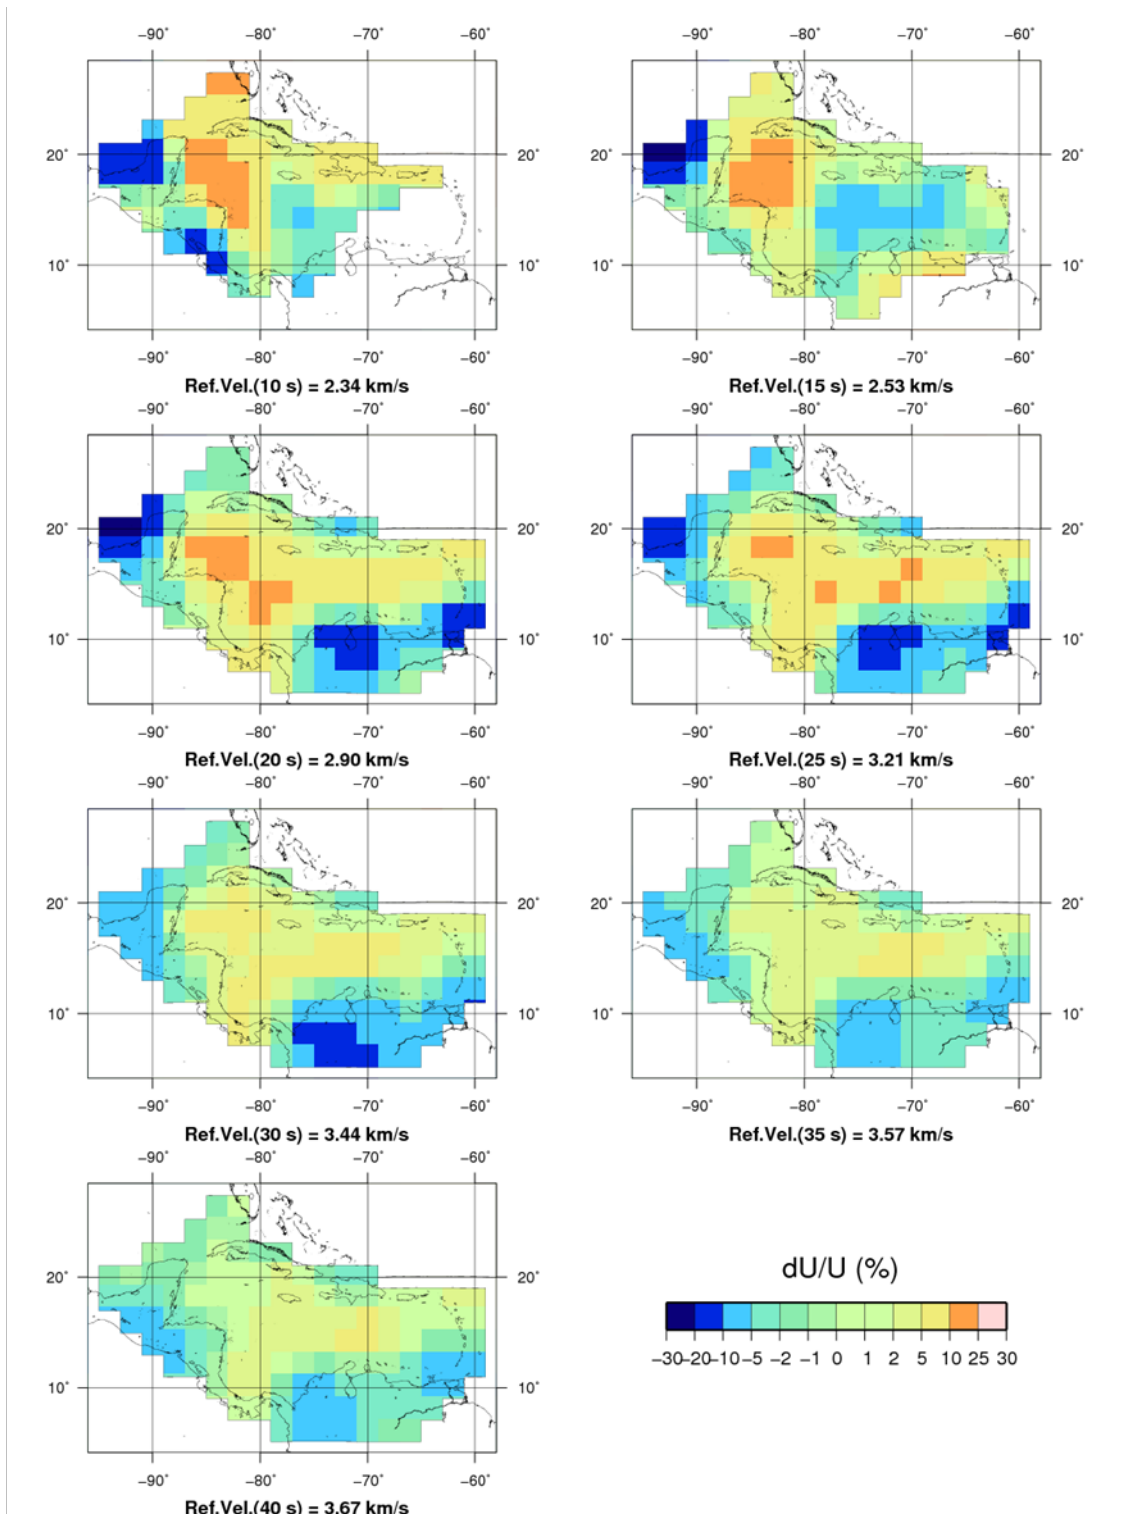 −90˚ −80˚ −70˚ −60˚ −90˚ −80˚ −70˚ −60˚
20˚ 20˚ 20˚ 20˚
10˚ 10˚ 10˚ 10˚
−90˚ −80˚ −70˚ −60˚ −90˚ −80˚ −70˚ −60˚
Ref.Vel.(10 s) = 2.34 km/s Ref.Vel.(15 s) = 2.53 km/s
−90˚ −80˚ −70˚ −60˚ −90˚ −80˚ −70˚ −60˚
20˚ 20˚ 20˚ 20˚
10˚ 10˚ 10˚ 10˚
−90˚ −80˚ −70˚ −60˚ −90˚ −80˚ −70˚ −60˚
Ref.Vel.(20 s) = 2.90 km/s Ref.Vel.(25 s) = 3.21 km/s
−90˚ −80˚ −70˚ −60˚ −90˚ −80˚ −70˚ −60˚
20˚ 20˚ 20˚ 20˚
10˚ 10˚ 10˚ 10˚
−90˚ −80˚ −70˚ −60˚ −90˚ −80˚ −70˚ −60˚
Ref.Vel.(30 s) = 3.44 km/s Ref.Vel.(35 s) = 3.57 km/s
−90˚ −80˚ −70˚ −60˚
20˚ 20˚
10˚ 10˚
−90˚ −80˚ −70˚ −60˚
Ref.Vel.(40 s) = 3.67 km/s
dU/U (%)
−30 −20 −10 −5 −2 −1 0 1 2 5 10 25 30